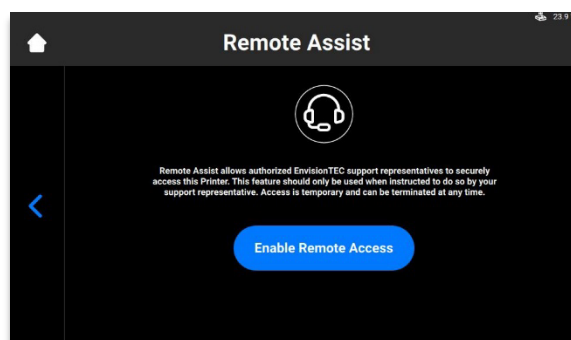 23.9
Remote Assist
Remote Assist allows authorized EnvisionTEC support representatives to securely
access this Printer. This feature should only be used when instructed to do so by your
support representative. Access is temporary and can be terminated at any time.
Enable Remote Access